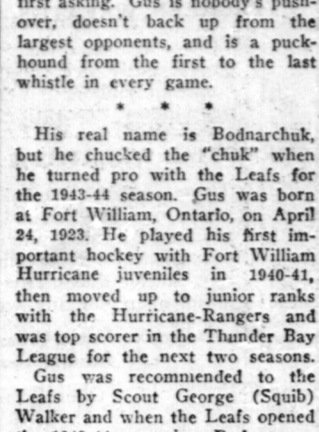 first asking. Gus is nobody's push-
over, doesn't back up from the
largest opponents, and is a puck-
hound from the first to the last
whistle in every game.
* * *
His real name is Bodnarchuk,
but he chucked the "chuk" when
he turned pro with the Leafs for
the 1943-44 season. Gus was born
at Fort William, Ontario, on April
24, 1923. He played his first im-
portant hockey with Fort William
Hurricane juveniles in 1940-41,
then moved up to junior ranks
with the Hurricane-Rangers and
was top scorer in the Thunder Bay
League for the next two seasons.
Gus was recommended to the
Leafs by Scout George (Squib)
Walker and when the Leafs opened